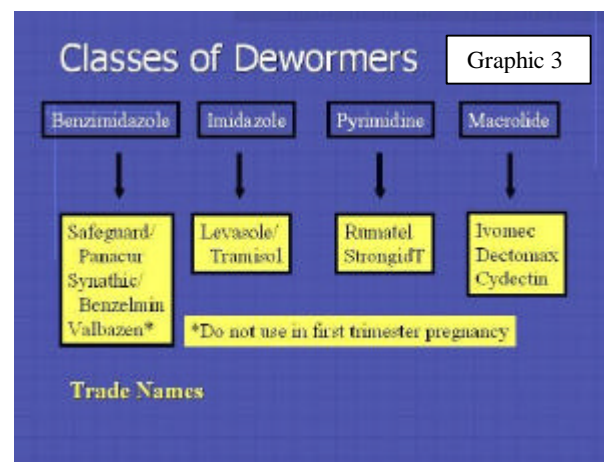 Classes of Dewormers
Graphic 3
Benzimidazole
Imidazole
Pyrimidine
Macrolide
Safeguard/
Panacur
Synathic/
Benzelmin
Valbazen*
Levasole/
Tramisol
Rumatel
StrongidT
Ivomec
Dectomax
Cydectin
*Do not use in first trimester pregnancy
Trade Names